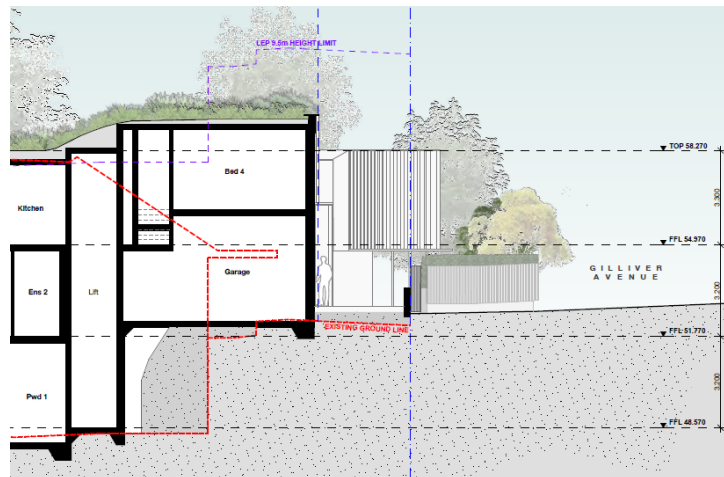 LEP 9.5m HEIGHT LIMIT
TOP 58.270
Bed 4
Kitchen
3.300
FFL 54.970
GILLIVER
AVENUE
Garage
Ens 2
Lift
3.200
EXISTING GROUND LINE
FFL 51.770
Pwd 1
3.200
FFL 48.570